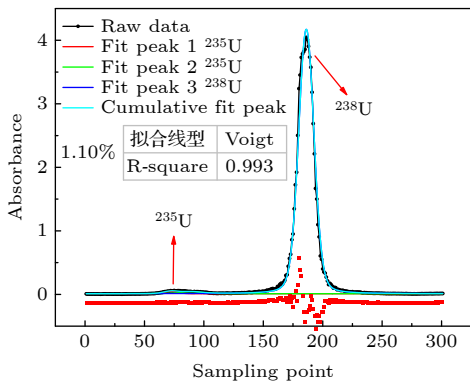 Raw data
Fit peak 1 ²³⁵U
Fit peak 2 ²³⁵U
Fit peak 3 ²³⁸U
Cumulative fit peak
²³⁸U
1.10%
拟合线型 Voigt
R-square 0.993
²³⁵U
Absorbance
4
3
2
1
0
0 50 100 150 200 250 300
Sampling point